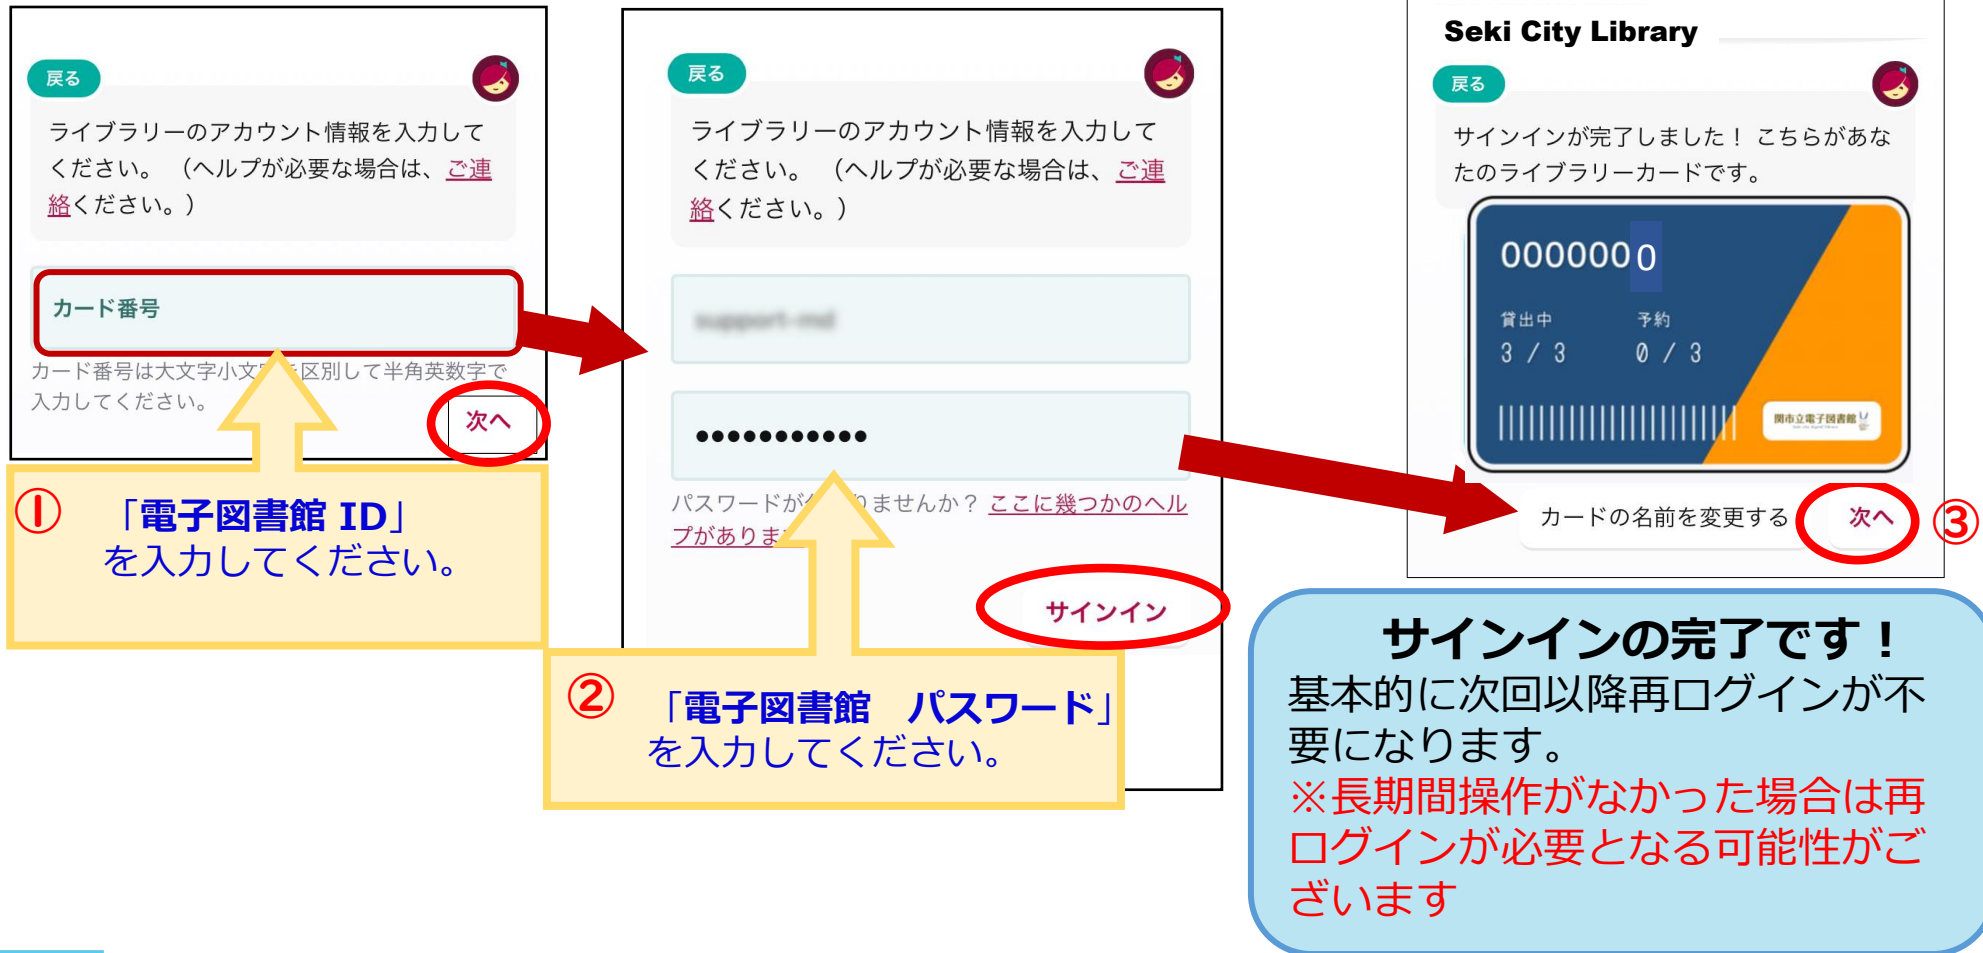 戻る
ライブラリーのアカウント情報を入力して
ください。（ヘルプが必要な場合は、ご連
絡ください。）
カード番号
カード番号は大文字小文 区別して半角英数字で
入力してください。
次へ
① 「電子図書館 ID」
を入力してください。
戻る
ライブラリーのアカウント情報を入力して
ください。（ヘルプが必要な場合は、ご連
絡ください。）
●●●●●●●●●●●
パスワードが りませんか？ ここに幾つかのヘル
プがありま
サインイン
② 「電子図書館　パスワード」
を入力してください。
Seki City Library
戻る
サインインが完了しました！ こちらがあな
たのライブラリーカードです。
0000000
貸出中 予約
3 / 3 0 / 3
関市立電子図書館
カードの名前を変更する 次へ ③
サインインの完了です！
基本的に次回以降再ログインが不
要になります。
※長期間操作がなかった場合は再
ログインが必要となる可能性がご
ざいます